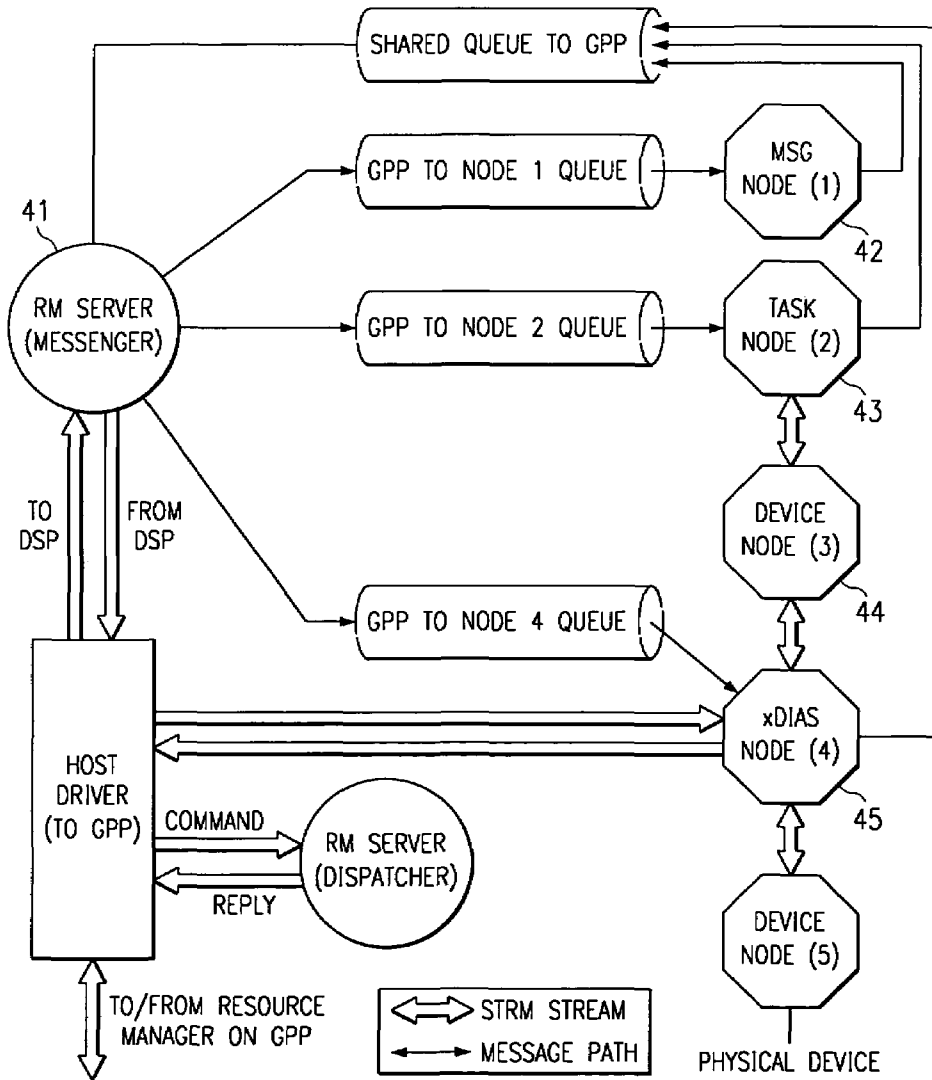 SHARED QUEUE TO GPP
GPP TO NODE 1 QUEUE
MSG
NODE (1)
42
41
RM SERVER
(MESSENGER)
GPP TO NODE 2 QUEUE
TASK
NODE (2)
43
TO
DSP
FROM
DSP
DEVICE
NODE (3)
44
GPP TO NODE 4 QUEUE
xDIAS
NODE (4)
45
HOST
DRIVER
(TO GPP)
COMMAND
RM SERVER
(DISPATCHER)
REPLY
DEVICE
NODE (5)
TO/FROM RESOURCE
MANAGER ON GPP
STRM STREAM
MESSAGE PATH
PHYSICAL DEVICE